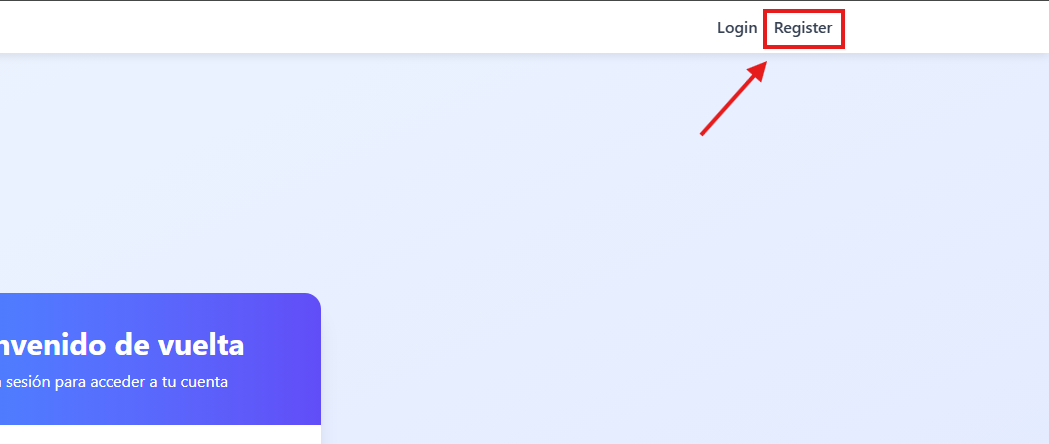 Login Register
nvenido de vuelta
sesión para acceder a tu cuenta